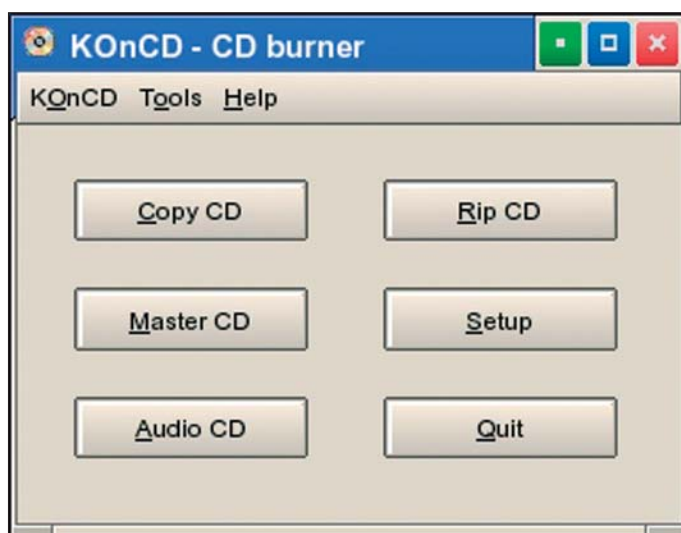 KOnCD - CD burner
KOnCD Tools Help
Copy CD
Rip CD
Master CD
Setup
Audio CD
Quit